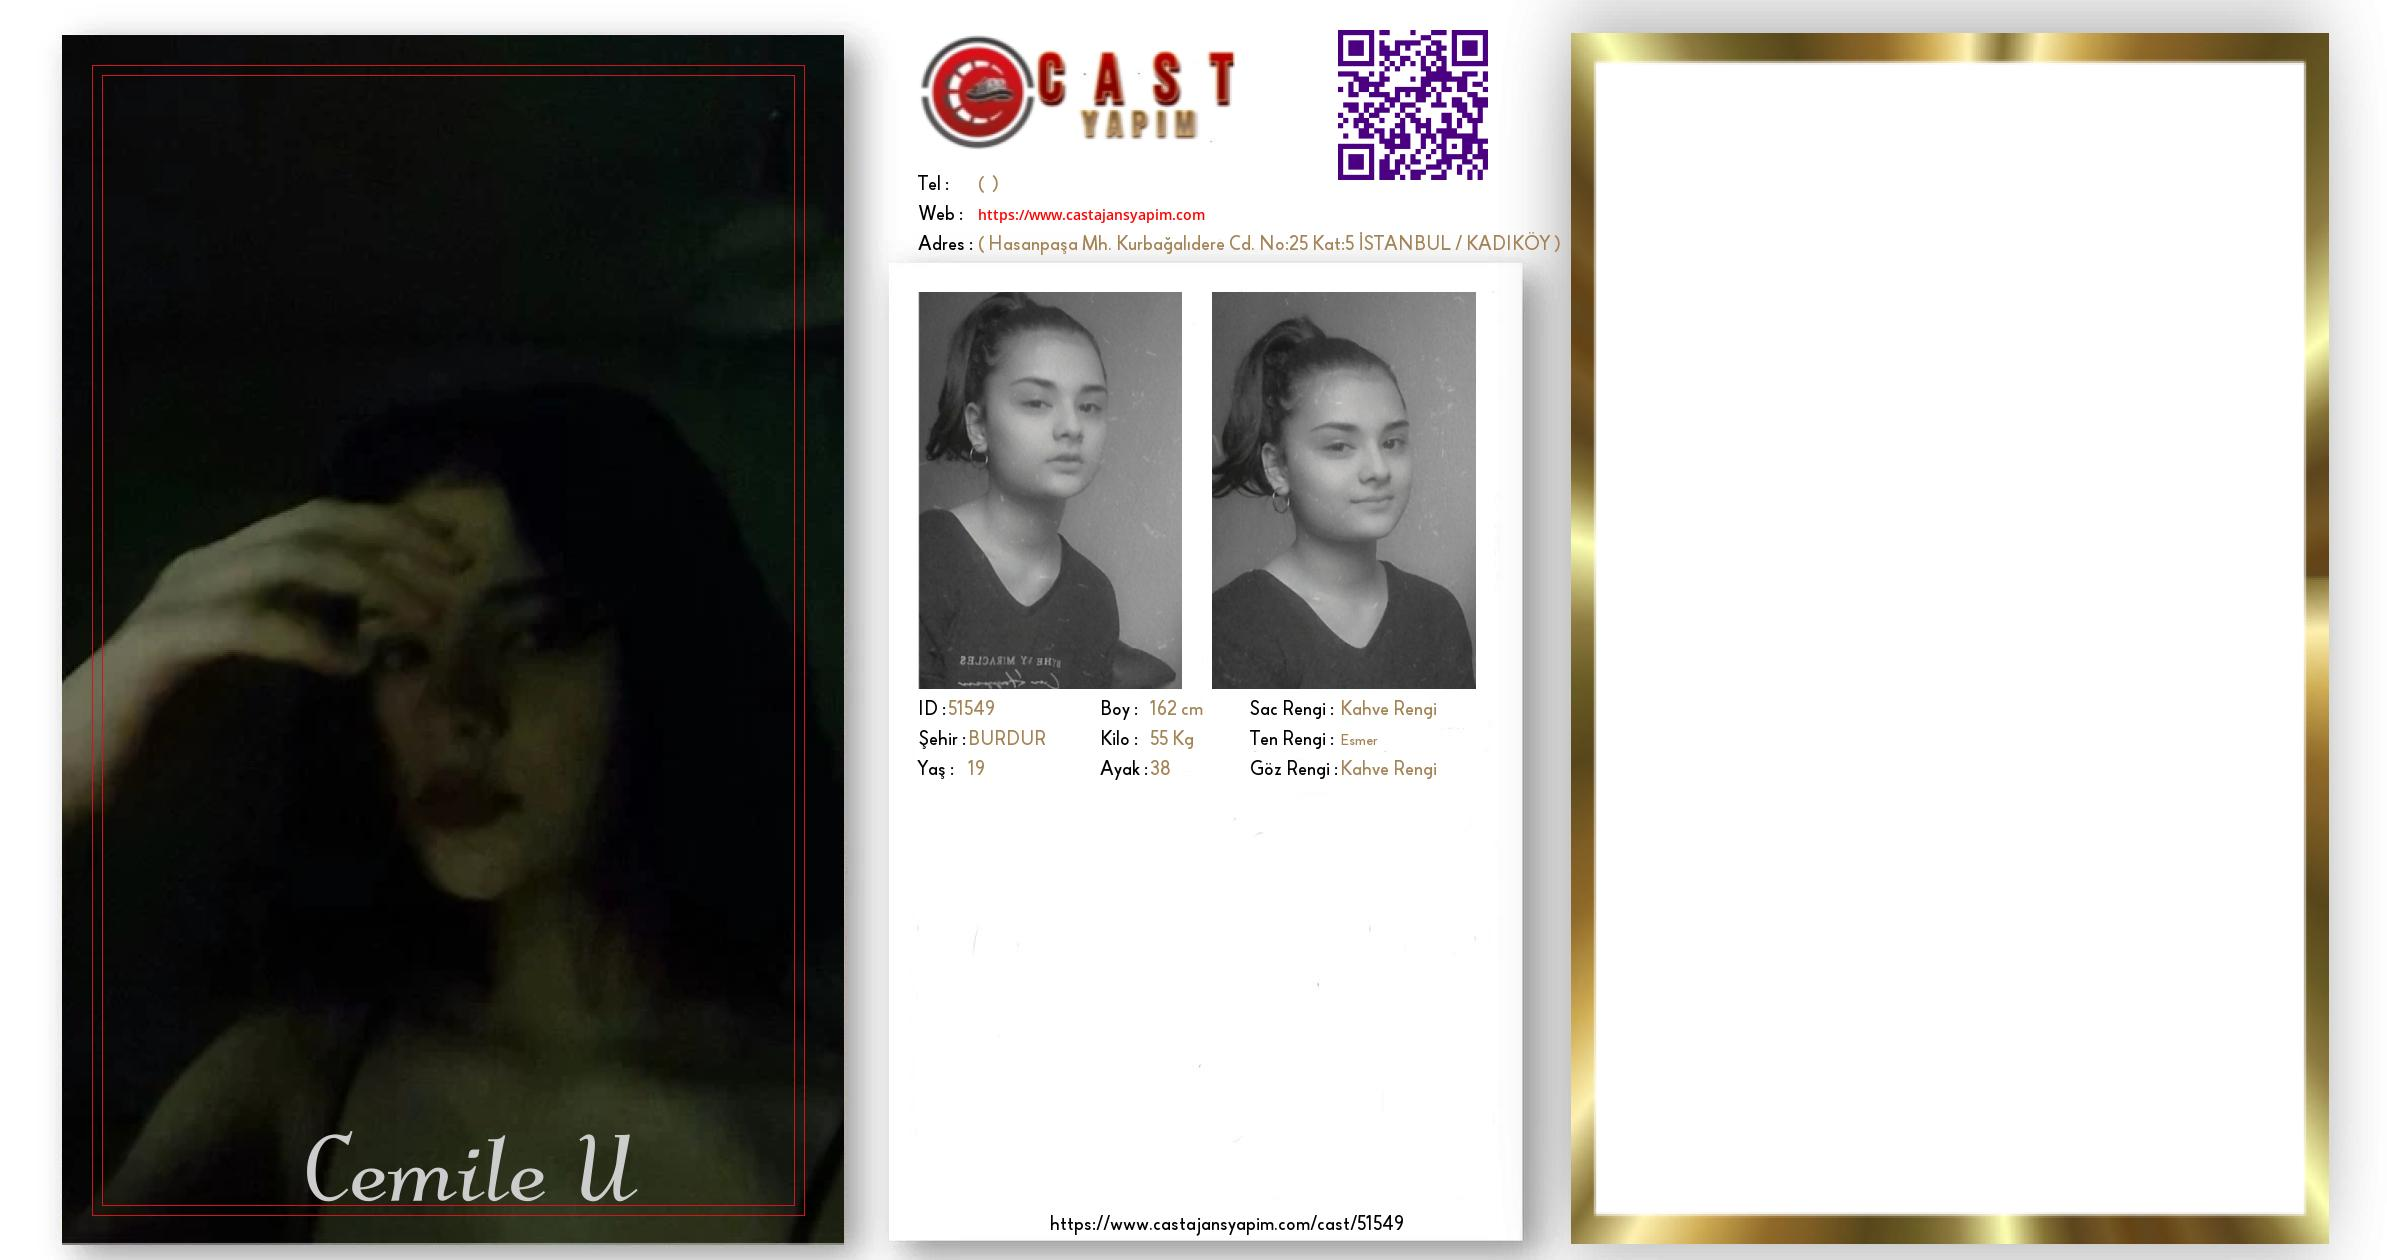 Cemile U
CAST
YAPIM
Tel : ( )
Web : https://www.castajansyapim.com
Adres : ( Hasanpaşa Mh. Kurbağalıdere Cd. No:25 Kat:5 İSTANBUL / KADIKÖY )
MIRACLES
ID : 51549 Boy : 162 cm Sac Rengi : Kahve Rengi
Şehir : BURDUR Kilo : 55 Kg Ten Rengi : Esmer
Yaş : 19 Ayak : 38 Göz Rengi : Kahve Rengi
https://www.castajansyapim.com/cast/51549